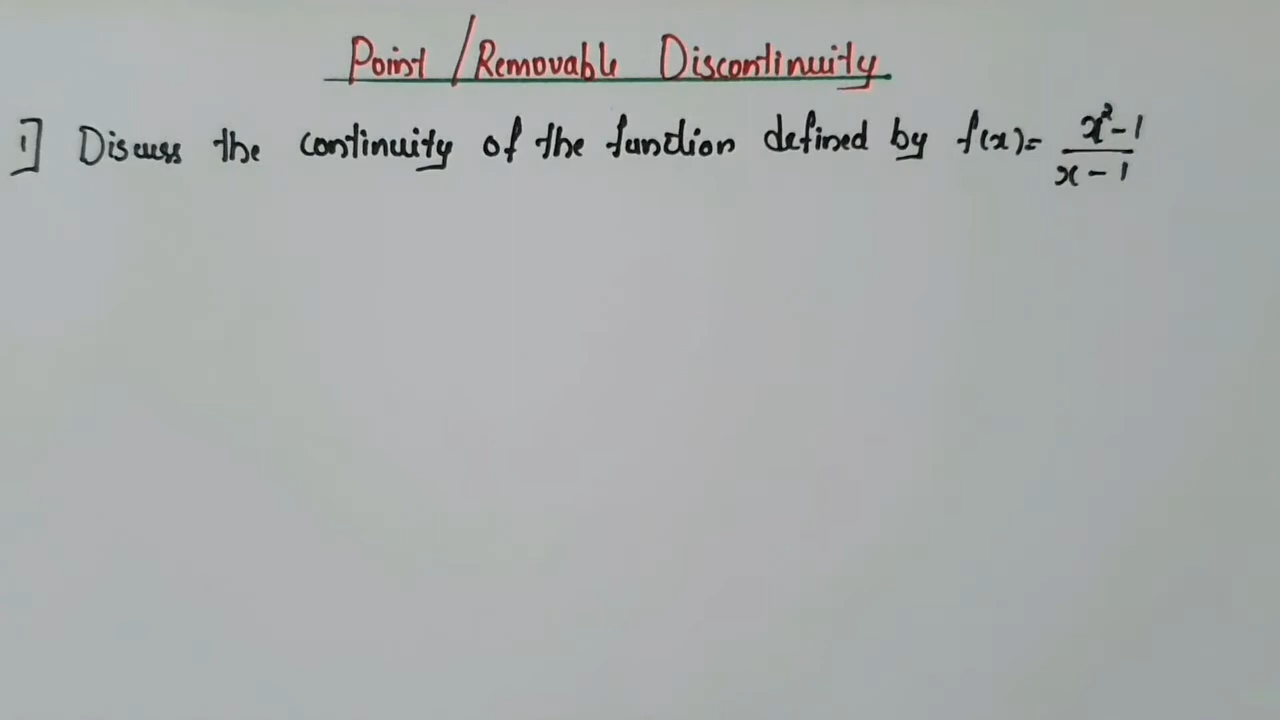 Point / Removable Discontinuity
1] Discuss the continuity of the function defined by f(x) = x²-1 / x-1